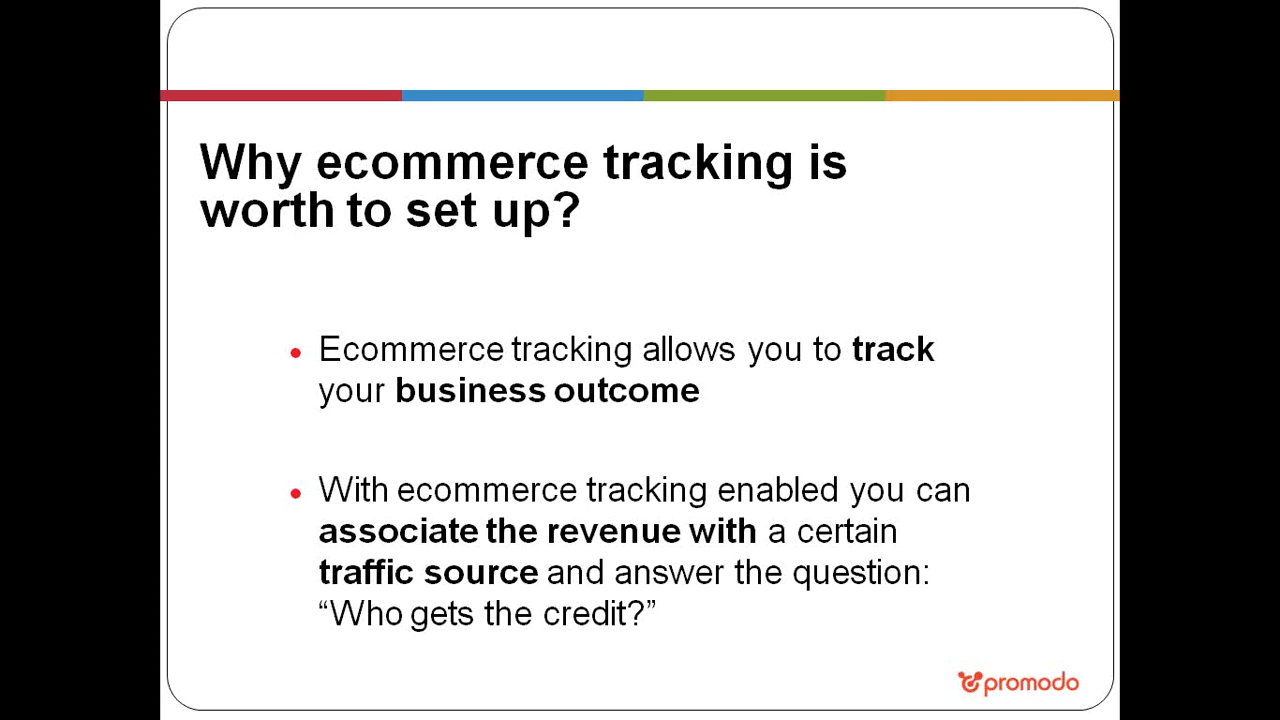 Why ecommerce tracking is
worth to set up?
Ecommerce tracking allows you to track
your business outcome
With ecommerce tracking enabled you can
associate the revenue with a certain
traffic source and answer the question:
“Who gets the credit?”
promodo